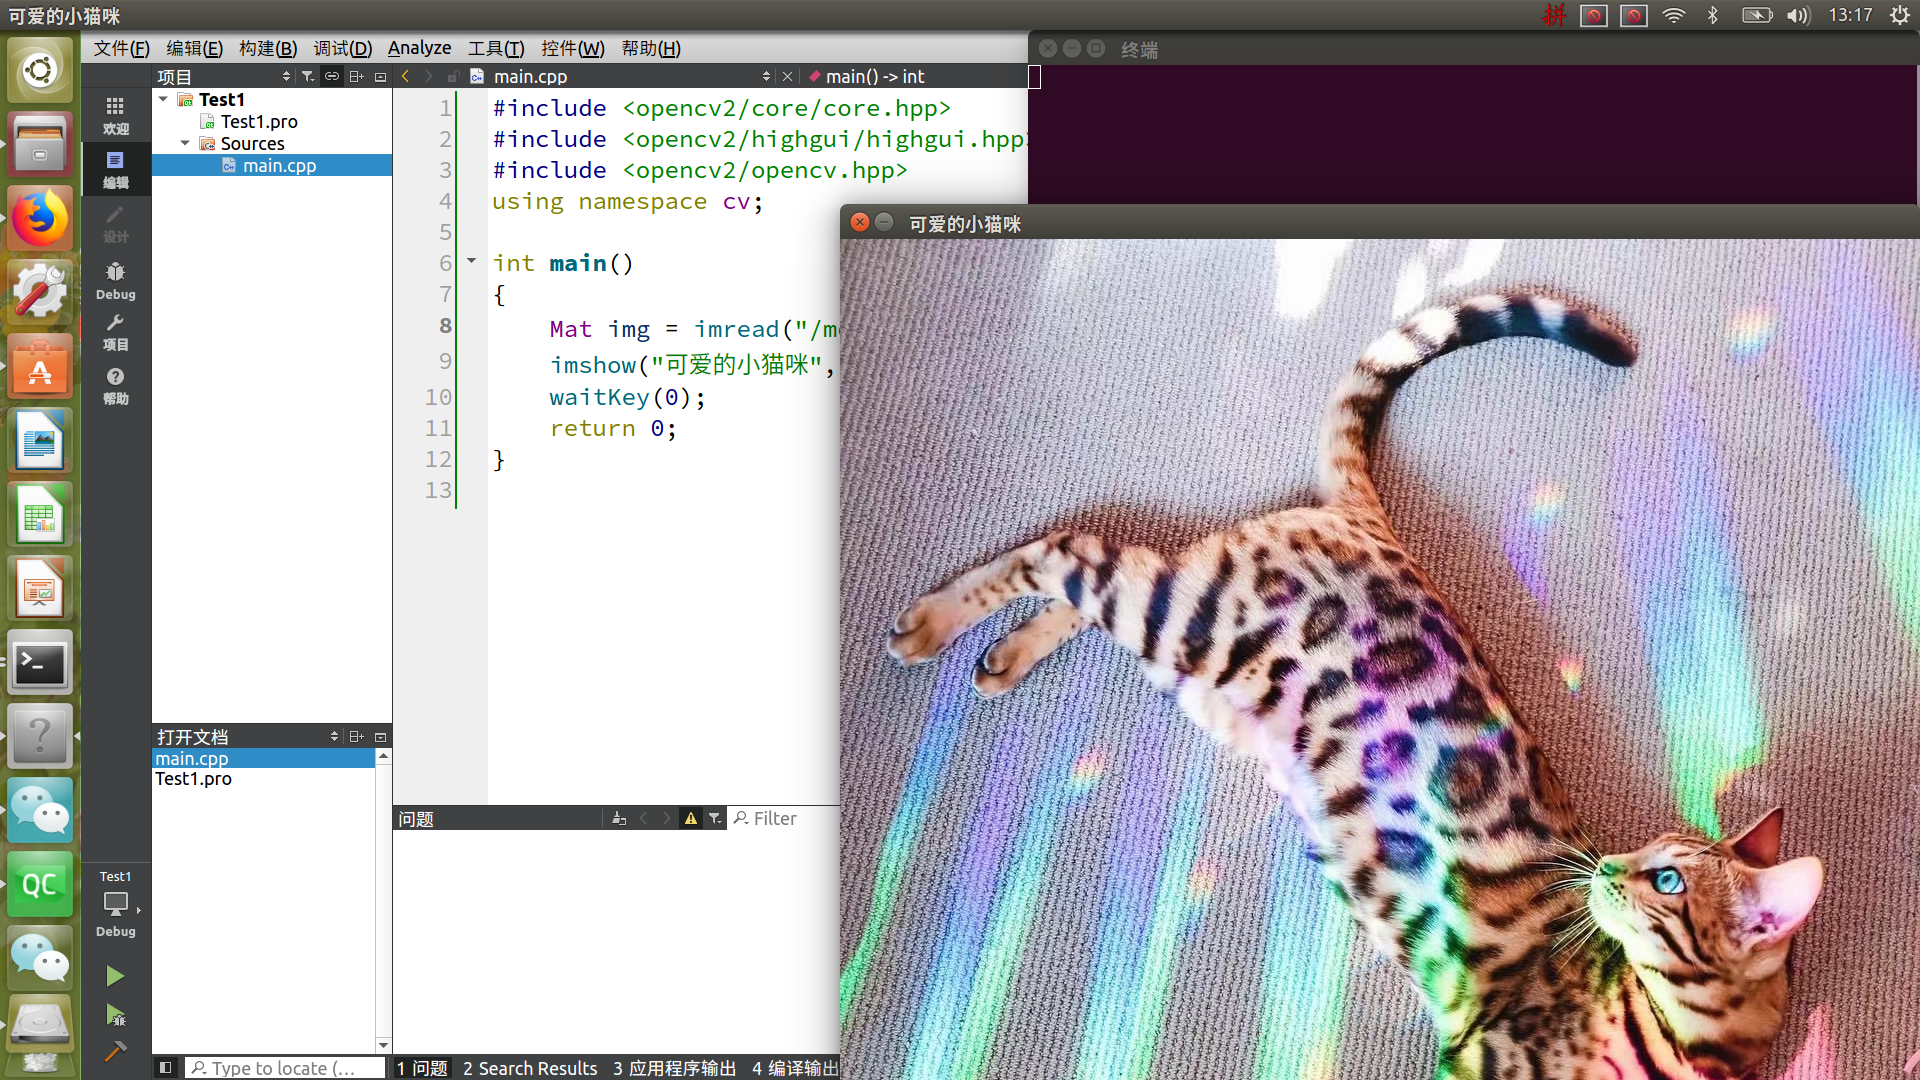 可爱的小猫咪
拼
13:17
文件(F) 编辑(E) 构建(B) 调试(D) Analyze 工具(T) 控件(W) 帮助(H)
终端
项目
main.cpp
main() -> int
欢迎
编辑
设计
Debug
项目
帮助
Test1
Test1.pro
Sources
main.cpp
1 #include <opencv2/core/core.hpp>
2 #include <opencv2/highgui/highgui.hpp>
3 #include <opencv2/opencv.hpp>
4 using namespace cv;
5
6 int main()
7 {
8 Mat img = imread("/m
9 imshow("可爱的小猫咪",
10 waitKey(0);
11 return 0;
12 }
13
可爱的小猫咪
打开文档
main.cpp
Test1.pro
问题
Filter
QC
Test1
Debug
Type to locate (...
1 问题 2 Search Results 3 应用程序输出 4 编译输出